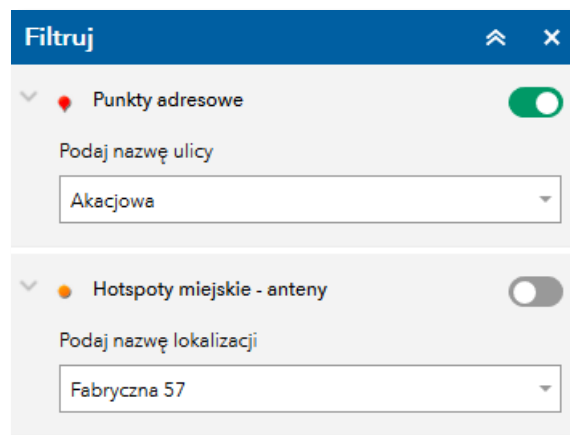 Filtruj
Punkty adresowe
Podaj nazwę ulicy
Akacjowa
Hotspoty miejskie - anteny
Podaj nazwę lokalizacji
Fabryczna 57